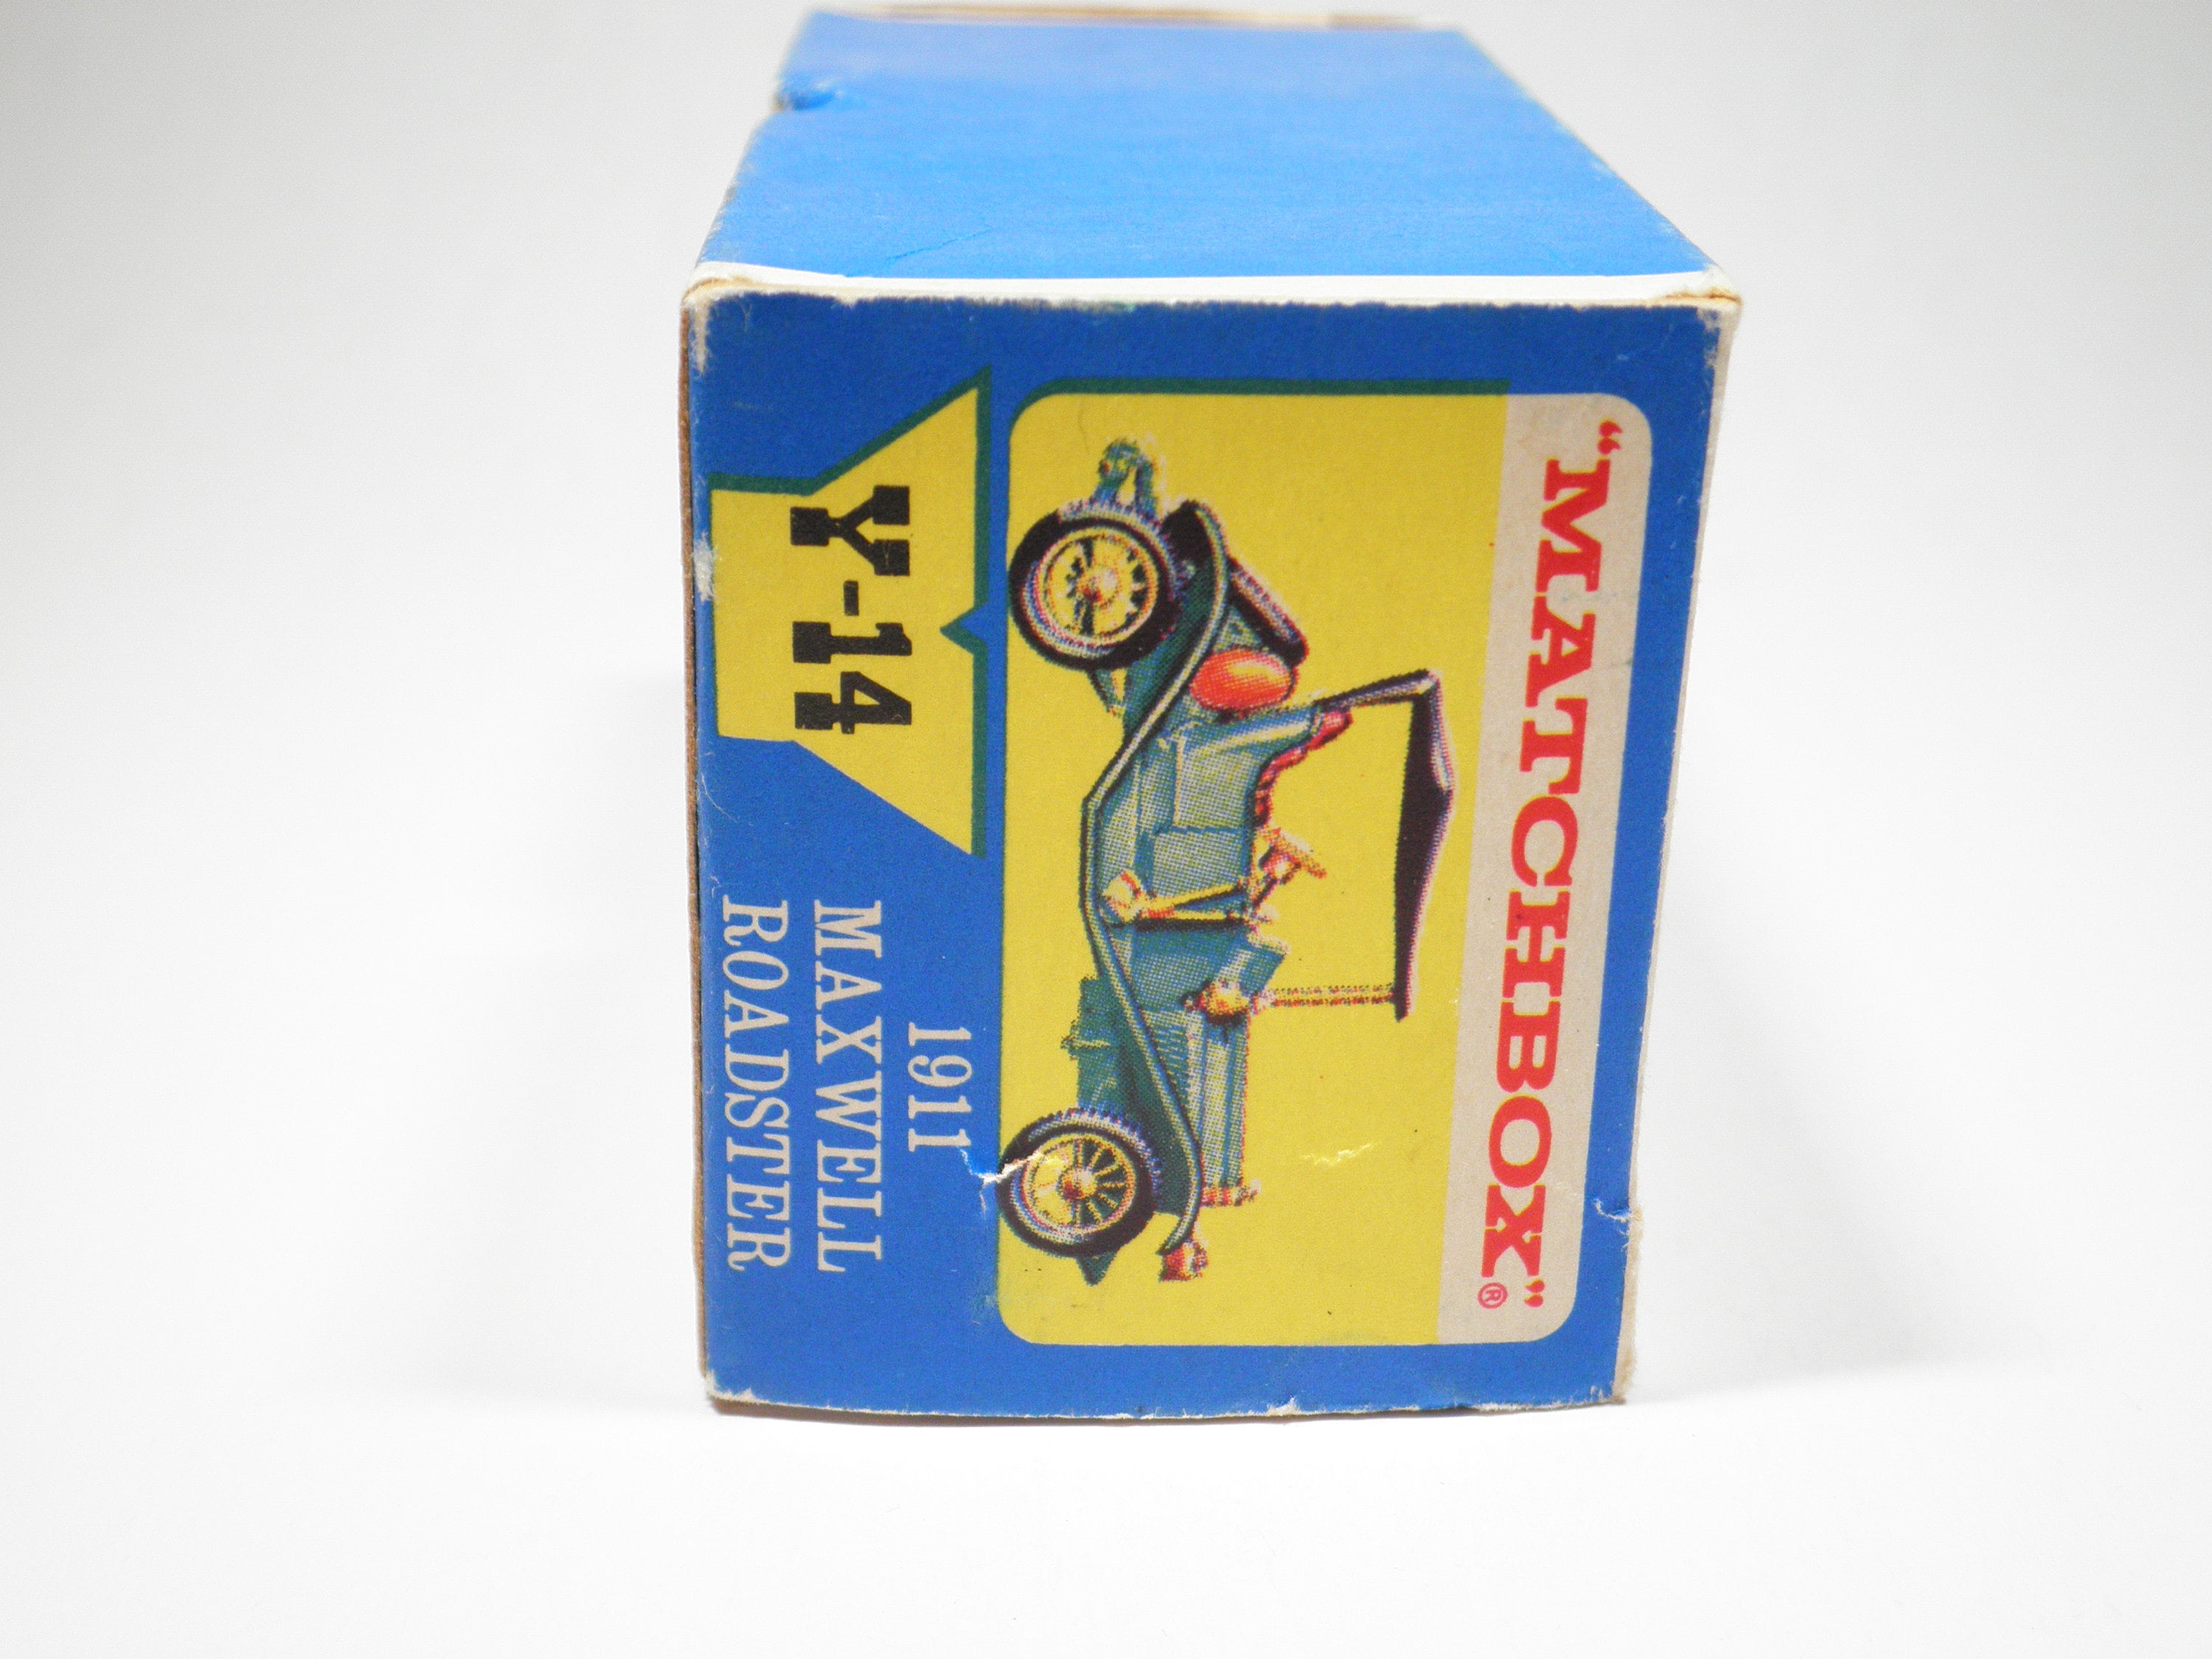 "MATCHBOX"®
Y-14
1911
MAXWELL
ROADSTER